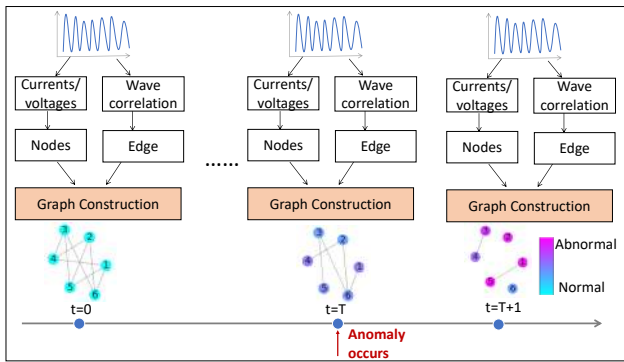 Currents/
voltages
Wave
correlation
Nodes
Edge
Graph Construction
3
2
4
1
5
6
t=0
......
Currents/
voltages
Wave
correlation
Nodes
Edge
Graph Construction
3
2
4
1
5
6
t=T
Currents/
voltages
Wave
correlation
Nodes
Edge
Graph Construction
3
2
4
1
5
6
t=T+1
Abnormal
Normal
Anomaly
occurs